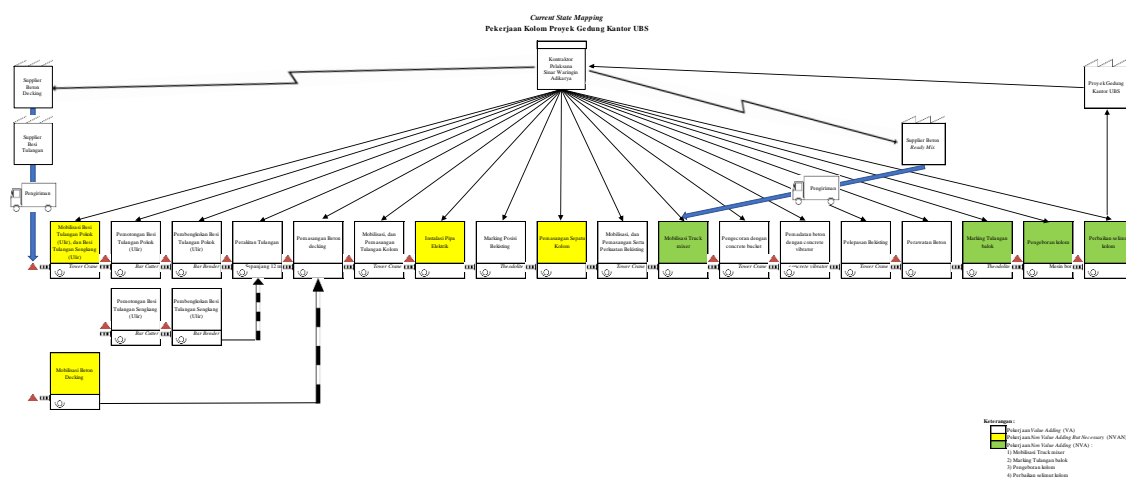 Current State Mapping
Pekerjaan Kolom Proyek Gedung Kantor UBS
Kontraktor
Pelaksana
Sinar Waringin
Adikarya
Supplier
Beton
Decking
Proyek Gedung
Kantor UBS
Supplier
Besi
Tulangan
Supplier Beton
Ready Mix
Pengiriman
Pengiriman
Mobilisasi Besi
Tulangan Pokok
(Ulir), dan Besi
Tulangan Sengkang
(Ulir)
Tower Crane
Pemotongan Besi
Tulangan Pokok
(Ulir)
Bar Cutter
Pembengkokan Besi
Tulangan Pokok
(Ulir)
Bar Bender
Perakitan Tulangan
Sepanjang 12 m
Pemasangan Beton
decking
Mobilisasi, dan
Pemasangan
Tulangan Kolom
Tower Crane
Instalasi Pipa
Elektrik
Marking Posisi
Bekisting
Theodolite
Pemasangan Sepatu
Kolom
Mobilisasi, dan
Pemasangan Serta
Perkuatan Bekisting
Tower Crane
Mobilisasi Truck
mixer
Pengecoran dengan
concrete bucket
Tower Crane
Pemadatan beton
dengan concrete
vibrator
concrete vibrator
Pelepasan Bekisting
Tower Crane
Perawatan Beton
Marking Tulangan
balok
Theodolite
Pengeboran kolom
Mesin bor
Perbaikan selimut
kolom
Pemotongan Besi
Tulangan Sengkang
(Ulir)
Bar Cutter
Pembengkokan Besi
Tulangan Sengkang
(Ulir)
Bar Bender
Mobilisasi Beton
Decking
Keterangan :
Pekerjaan Value Adding (VA)
Pekerjaan Non Value Adding But Necessary (NVAN)
Pekerjaan Non Value Adding (NVA) :
1) Mobilisasi Truck mixer
2) Marking Tulangan balok
3) Pengeboran kolom
4) Perbaikan selimut kolom